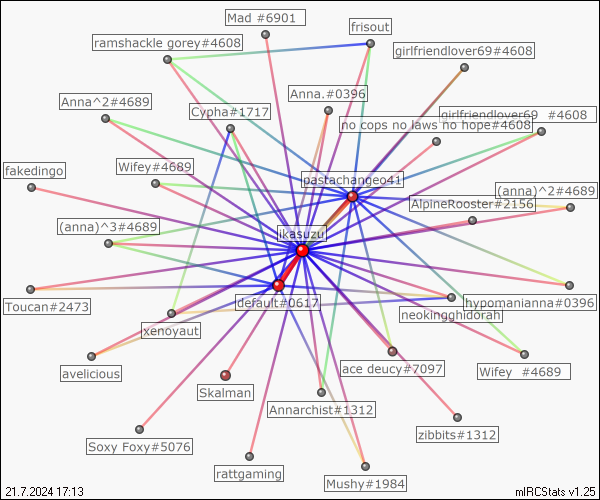 Mad #6901
frisout
ramshackle gorey#4608
girlfriendlover69#4608
Anna.#0396
Anna^2#4689
Cypha#1717
girlfriendlover69 #4608
no cops no laws no hope#4608
Wifey#4689
fakedingo
pastachangeo41
(anna)^2#4689
AlpineRooster#2156
(anna)^3#4689
ikasuzu
Toucan#2473
default#0617
hypomanianna#0396
neokingghidorah
xenoyaut
avelicious
ace deucy#7097
Wifey #4689
Skalman
Annarchist#1312
zibbits#1312
Soxy Foxy#5076
rattgaming
Mushy#1984
21.7.2024 17:13
mIRCStats v1.25